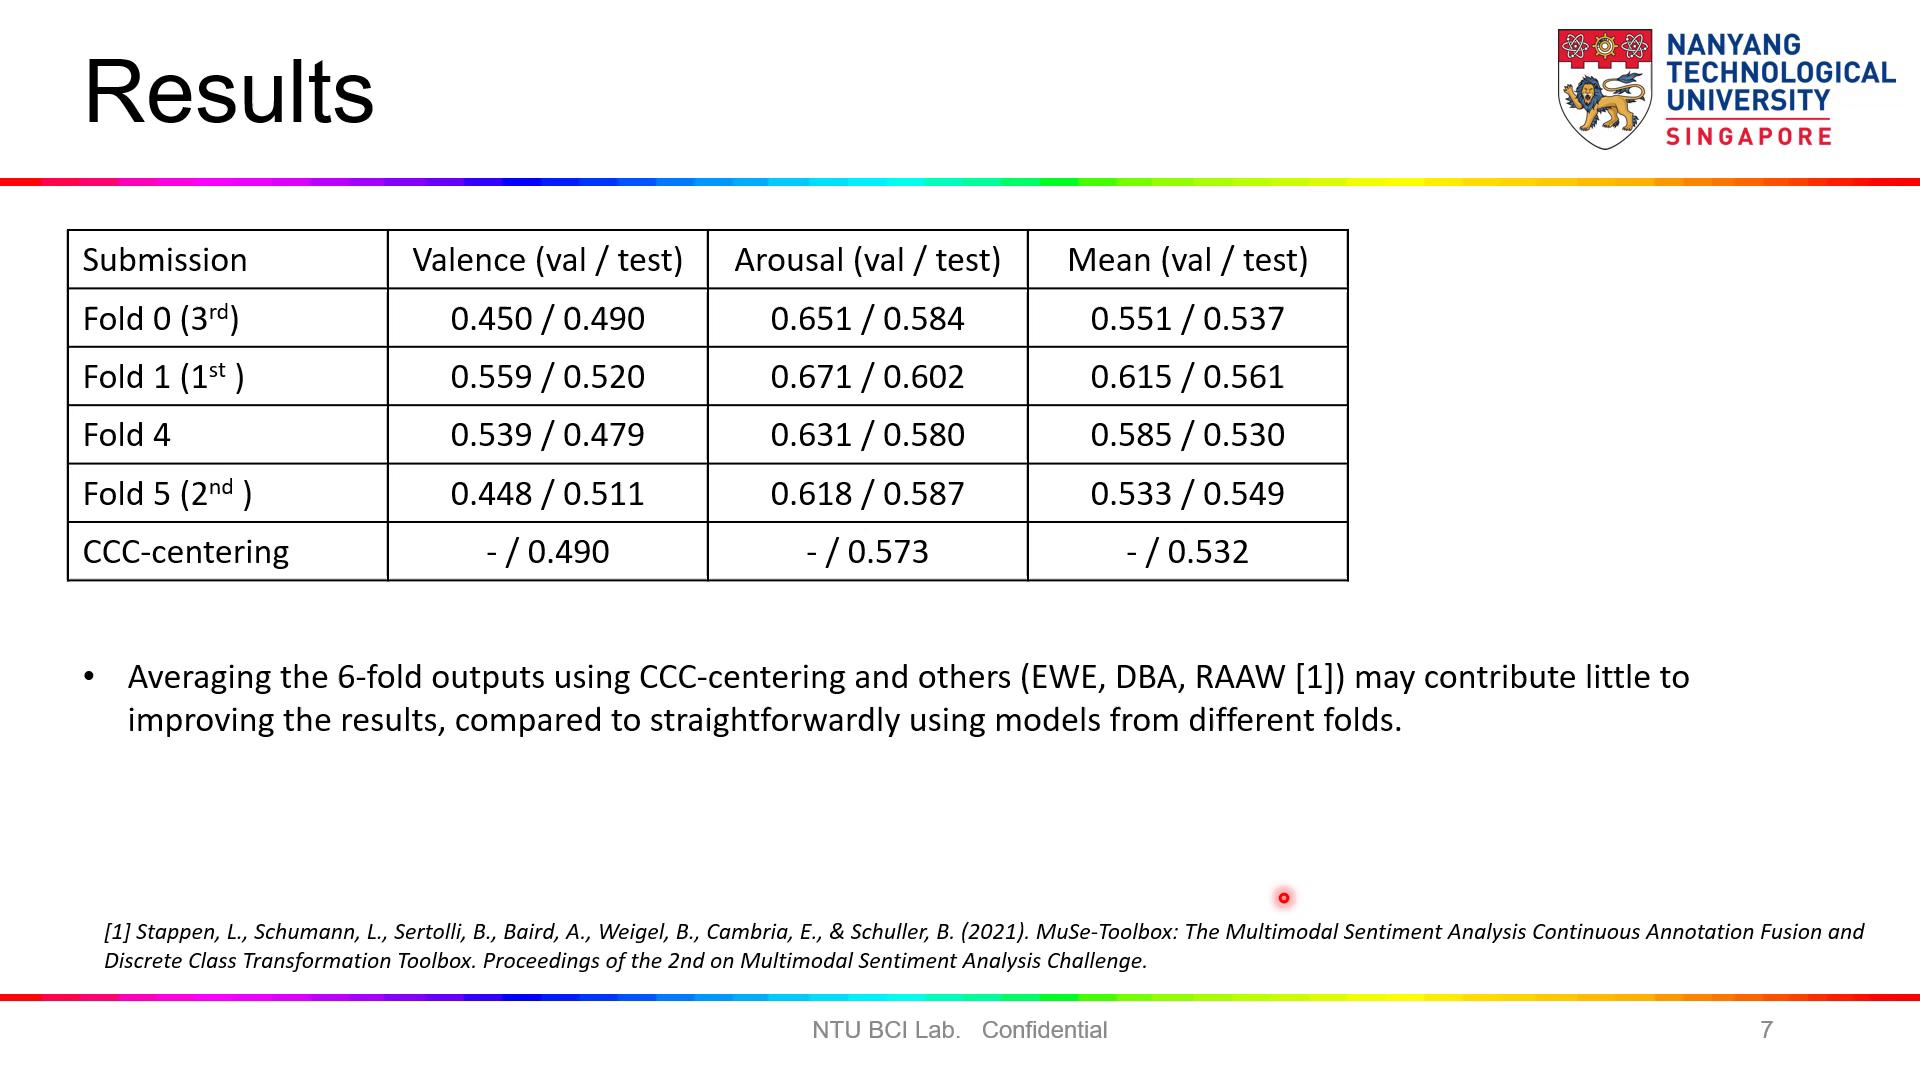 Results
NANYANG
TECHNOLOGICAL
UNIVERSITY
SINGAPORE
Submission Valence (val / test) Arousal (val / test) Mean (val / test)
Fold 0 (3rd) 0.450 / 0.490 0.651 / 0.584 0.551 / 0.537
Fold 1 (1st ) 0.559 / 0.520 0.671 / 0.602 0.615 / 0.561
Fold 4 0.539 / 0.479 0.631 / 0.580 0.585 / 0.530
Fold 5 (2nd ) 0.448 / 0.511 0.618 / 0.587 0.533 / 0.549
CCC-centering - / 0.490 - / 0.573 - / 0.532
• Averaging the 6-fold outputs using CCC-centering and others (EWE, DBA, RAAW [1]) may contribute little to
improving the results, compared to straightforwardly using models from different folds.
[1] Stappen, L., Schumann, L., Sertolli, B., Baird, A., Weigel, B., Cambria, E., & Schuller, B. (2021). MuSe-Toolbox: The Multimodal Sentiment Analysis Continuous Annotation Fusion and
Discrete Class Transformation Toolbox. Proceedings of the 2nd on Multimodal Sentiment Analysis Challenge.
NTU BCI Lab. Confidential 7